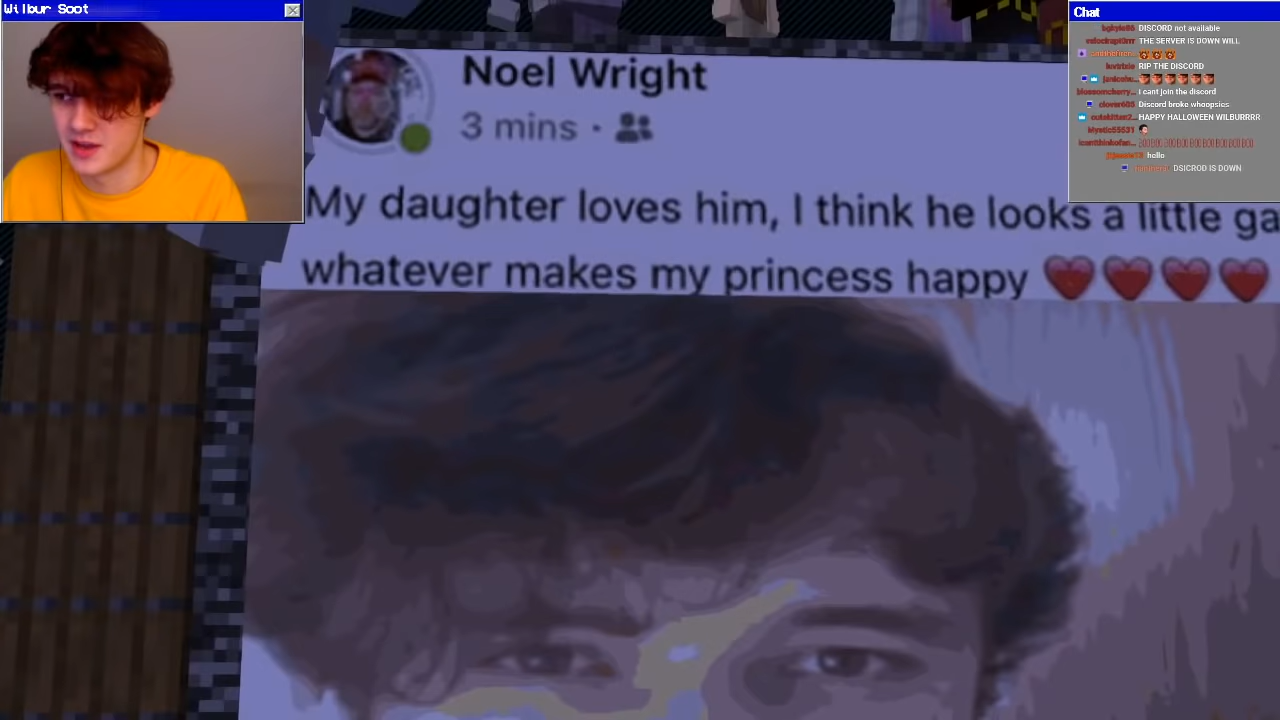 Wilbur Soot
Noel Wright
3 mins ·
My daughter loves him, I think he looks a little ga
whatever makes my princess happy ❤️❤️❤️❤️
Chat
DISCORD not available
THE SERVER IS DOWN WILL
RIP THE DISCORD
i cant join the discord
Discord broke whoopsies
HAPPY HALLOWEEN WILBURRRR
hollo
DSICROD IS DOWN